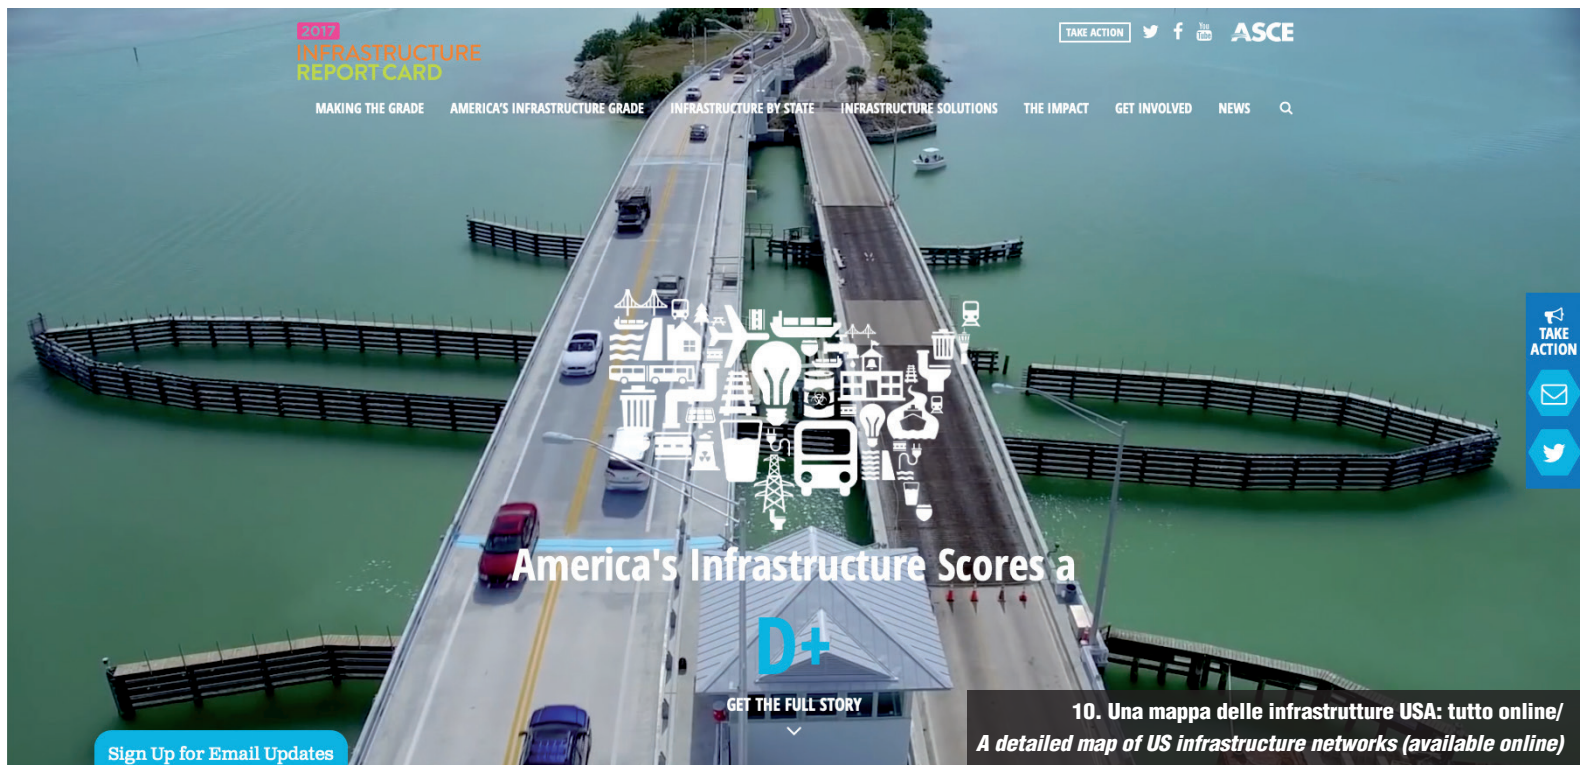 2017
INFRASTRUCTURE
REPORT CARD
TAKE ACTION
You
Tube
ASCE
MAKING THE GRADE
AMERICA'S INFRASTRUCTURE GRADE
INFRASTRUCTURE BY STATE
INFRASTRUCTURE SOLUTIONS
THE IMPACT
GET INVOLVED
NEWS
TAKE
ACTION
America's Infrastructure Scores a
D+
GET THE FULL STORY
Sign Up for Email Updates
10. Una mappa delle infrastrutture USA: tutto online/
A detailed map of US infrastructure networks (available online)